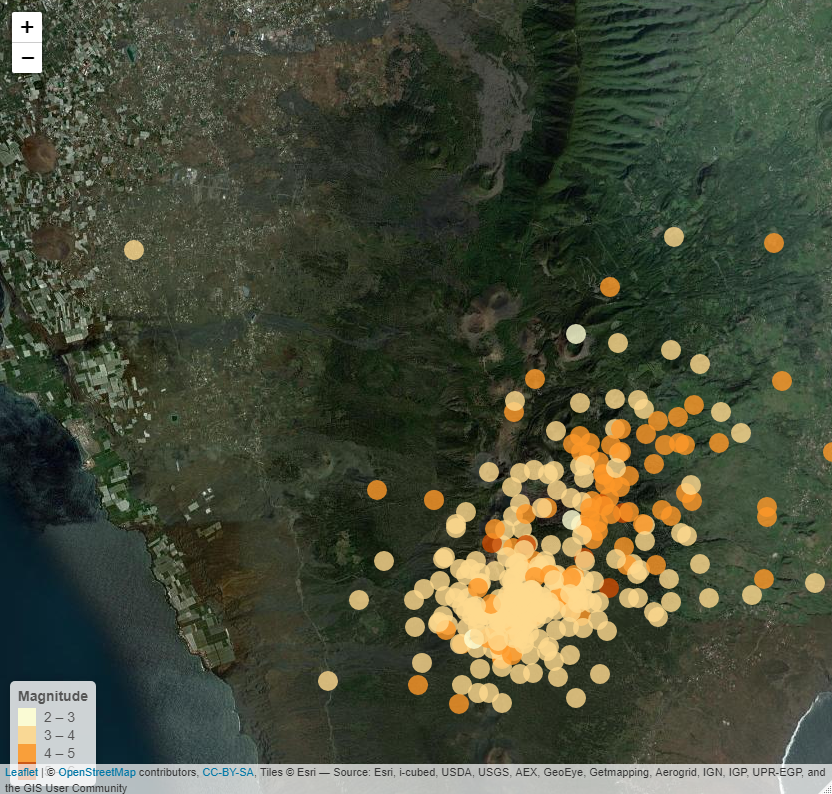 +
−
Magnitude
2 – 3
3 – 4
4 – 5
Leaflet | © OpenStreetMap contributors, CC-BY-SA, Tiles © Esri — Source: Esri, i-cubed, USDA, USGS, AEX, GeoEye, Getmapping, Aerogrid, IGN, IGP, UPR-EGP, and
the GIS User Community